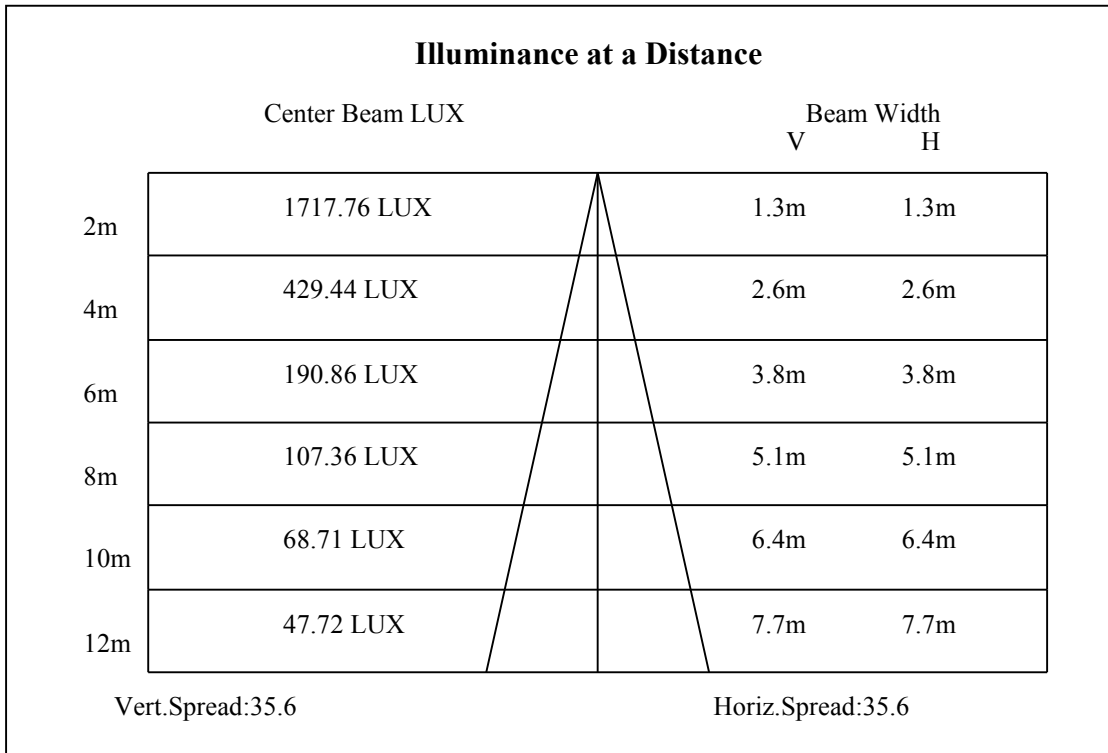 Illuminance at a Distance
Center Beam LUX Beam Width
V H
2m 1717.76 LUX 1.3m 1.3m
4m 429.44 LUX 2.6m 2.6m
6m 190.86 LUX 3.8m 3.8m
8m 107.36 LUX 5.1m 5.1m
10m 68.71 LUX 6.4m 6.4m
12m 47.72 LUX 7.7m 7.7m
Vert.Spread:35.6 Horiz.Spread:35.6